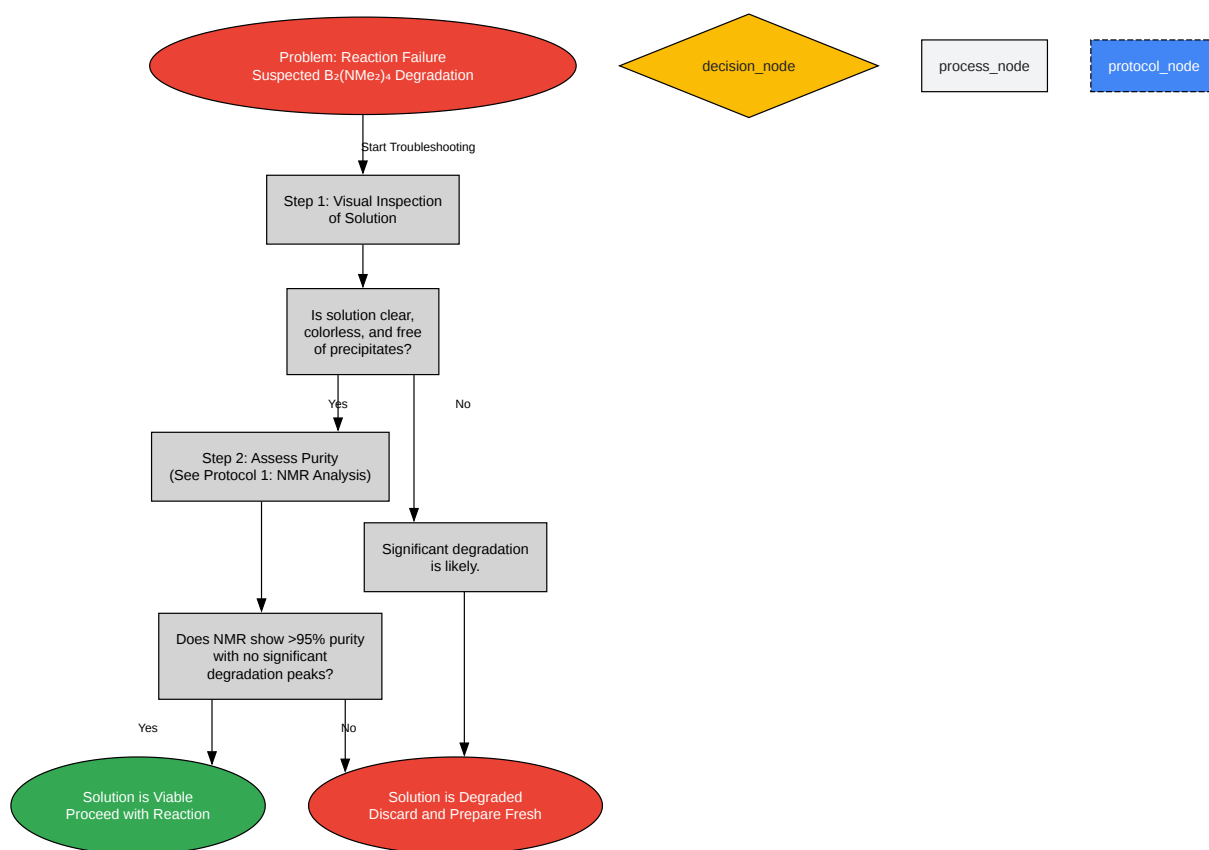 Problem: Reaction Failure
Suspected B₂(NMe₂)₄ Degradation
decision_node
process_node
protocol_node
Start Troubleshooting
Step 1: Visual Inspection
of Solution
Is solution clear,
colorless, and free
of precipitates?
Yes
No
Step 2: Assess Purity
(See Protocol 1: NMR Analysis)
Significant degradation
is likely.
Does NMR show >95% purity
with no significant
degradation peaks?
Yes
No
Solution is Viable
Proceed with Reaction
Solution is Degraded
Discard and Prepare Fresh